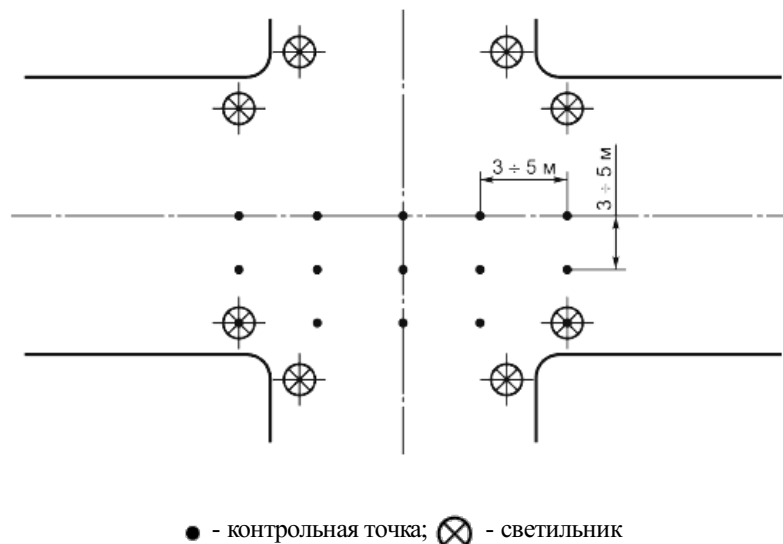 3 ÷ 5 м
3 ÷ 5 м
- контрольная точка; - светильник